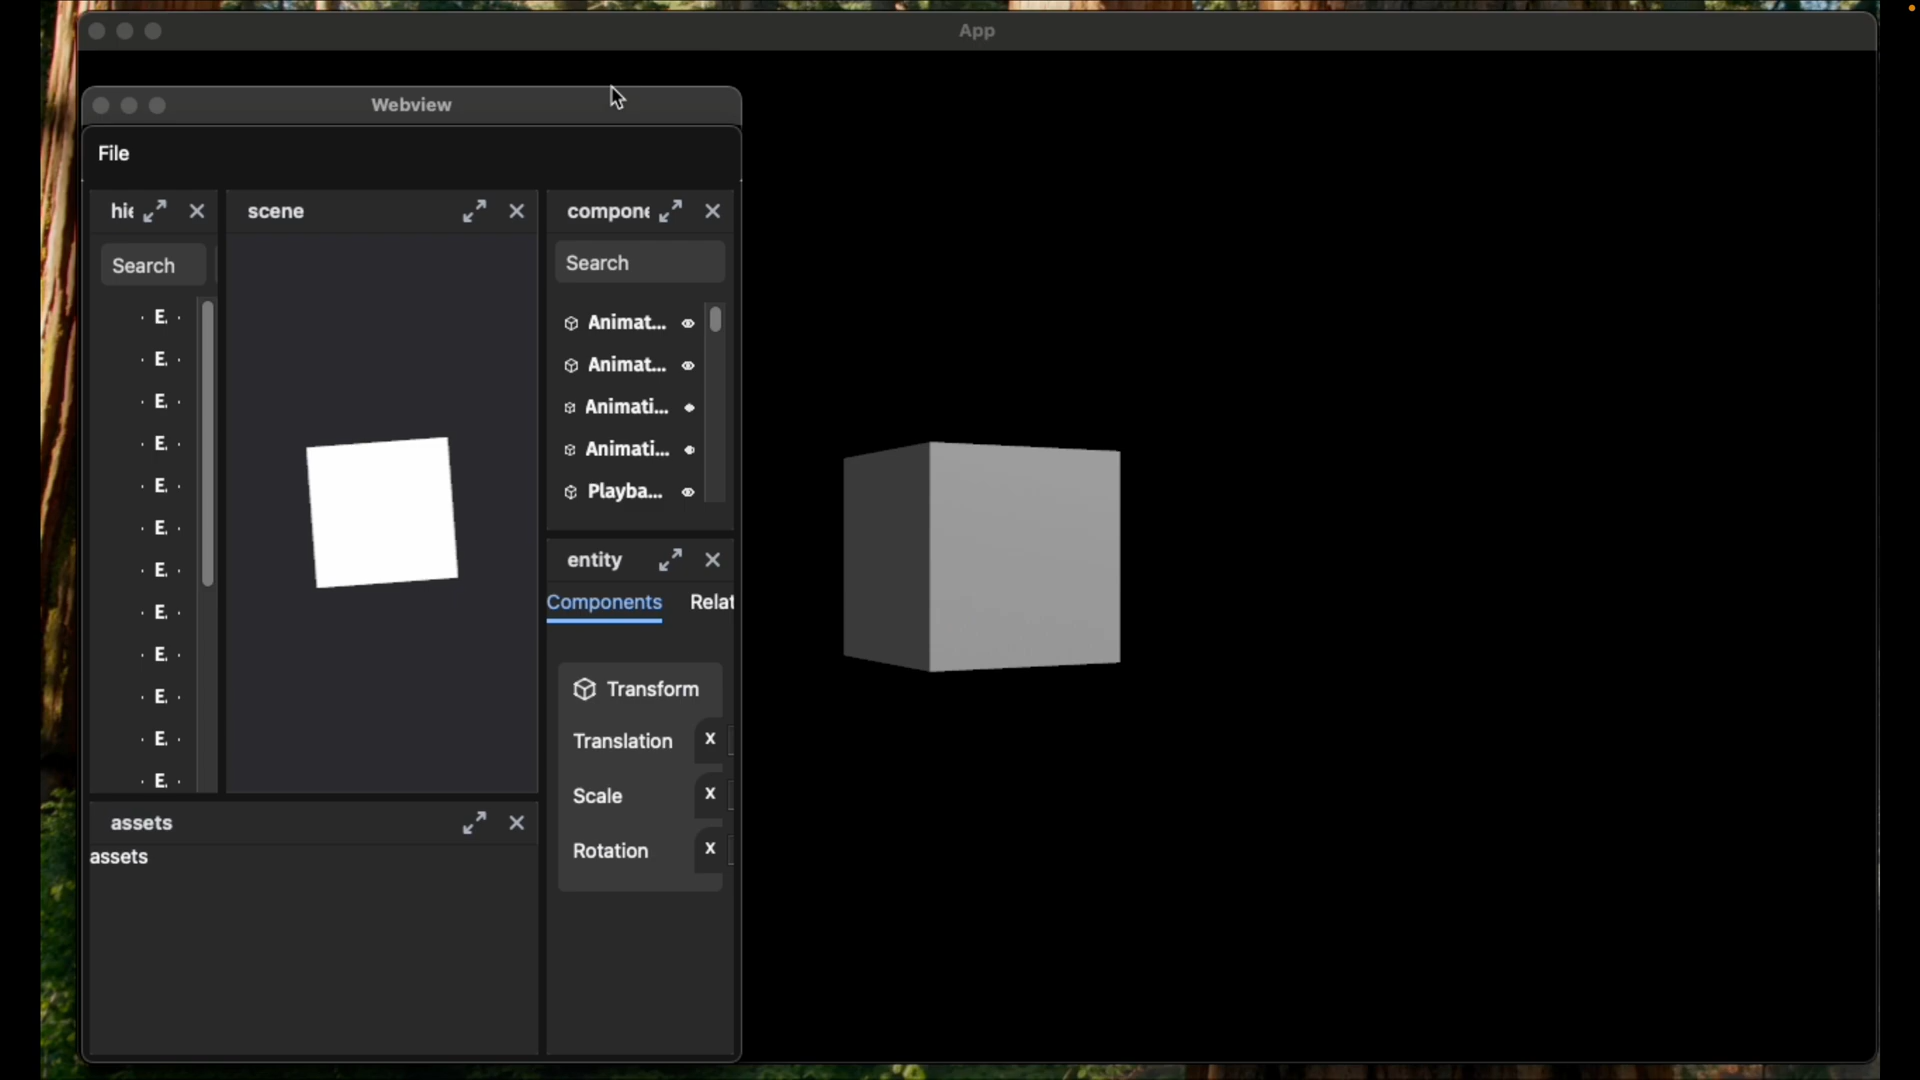 App
Webview
File
hie
Search
E.
E.
E.
E.
E.
E.
E.
E.
E.
E.
E.
E.
scene
compone
Search
Animat...
Animat...
Animati...
Animati...
Playba...
entity
Components Relat
Transform
Translation X
Scale X
Rotation X
assets
assets